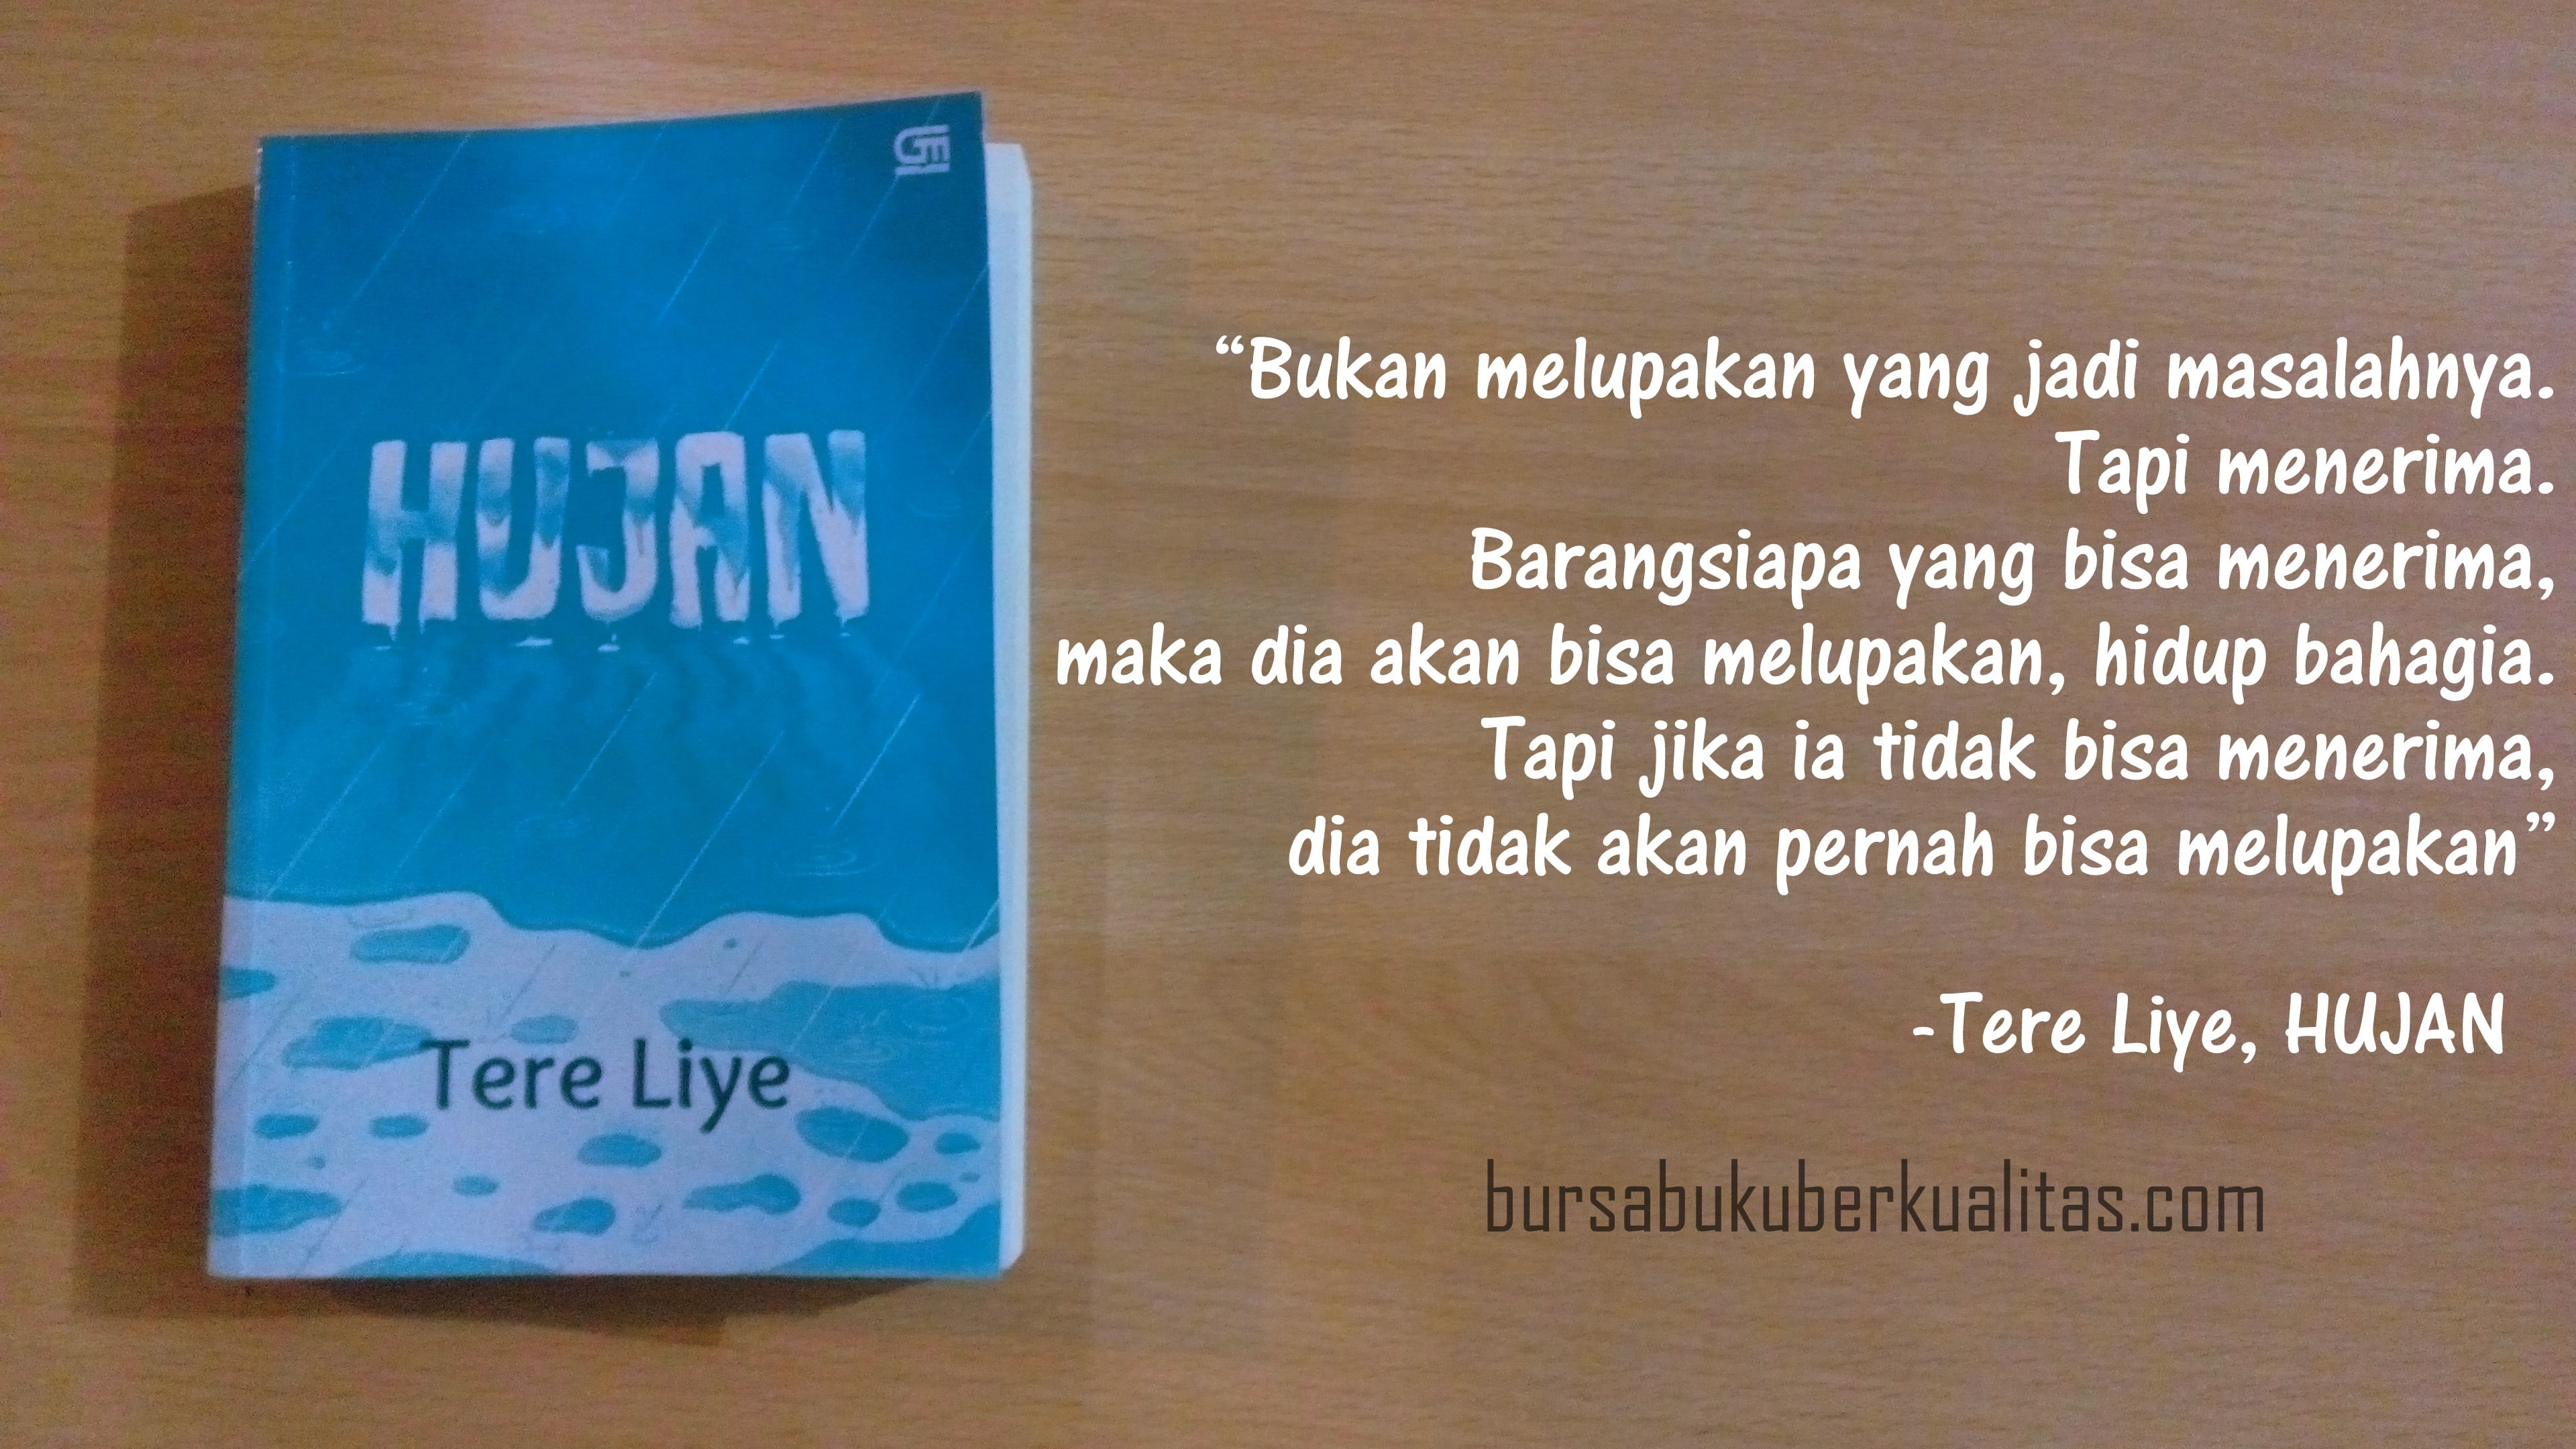 HUJAN
Tere Liye
“Bukan melupakan yang jadi masalahnya.
Tapi menerima.
Barangsiapa yang bisa menerima,
maka dia akan bisa melupakan, hidup bahagia.
Tapi jika ia tidak bisa menerima,
dia tidak akan pernah bisa melupakan”
-Tere Liye, HUJAN
bursabukuberkualitas.com